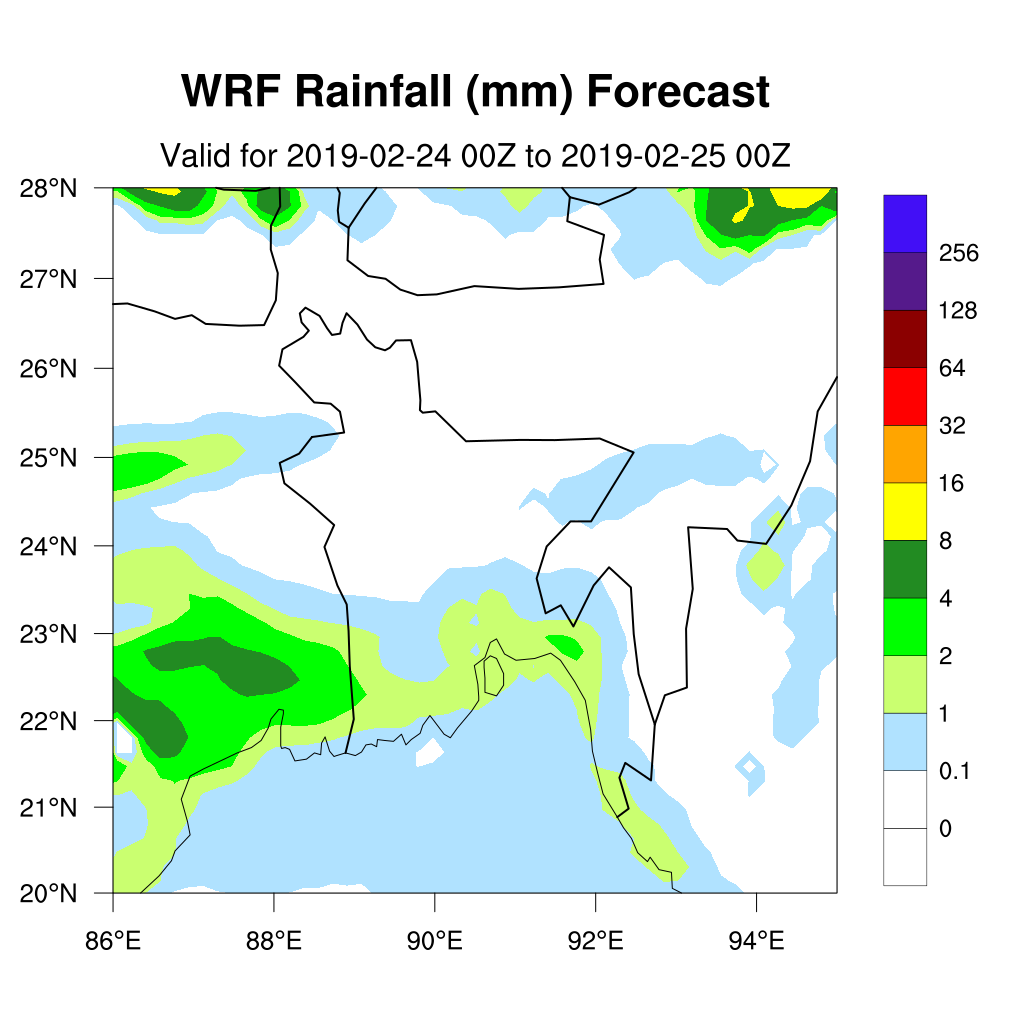 WRF Rainfall (mm) Forecast
Valid for 2019-02-24 00Z to 2019-02-25 00Z
28°N
27°N
26°N
25°N
24°N
23°N
22°N
21°N
20°N
86°E
88°E
90°E
92°E
94°E
256
128
64
32
16
8
4
2
1
0.1
0